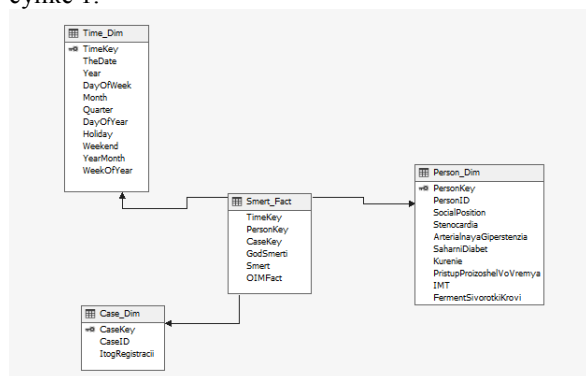 Time_Dim
TimeKey
TheDate
Year
DayOfWeek
Month
Quarter
DayOfYear
Holiday
Weekend
YearMonth
WeekOfYear
Smert_Fact
TimeKey
PersonKey
CaseKey
GodSmerti
Smert
OIMFact
Person_Dim
PersonKey
PersonID
SocialPosition
Stenocardia
ArterialnayaGiperstenzia
SaharniDiabet
Kurenie
PristupProizoshelVoVremya
IMT
FermentSivorotkiKrovi
Case_Dim
CaseKey
CaseID
ItogRegistracii